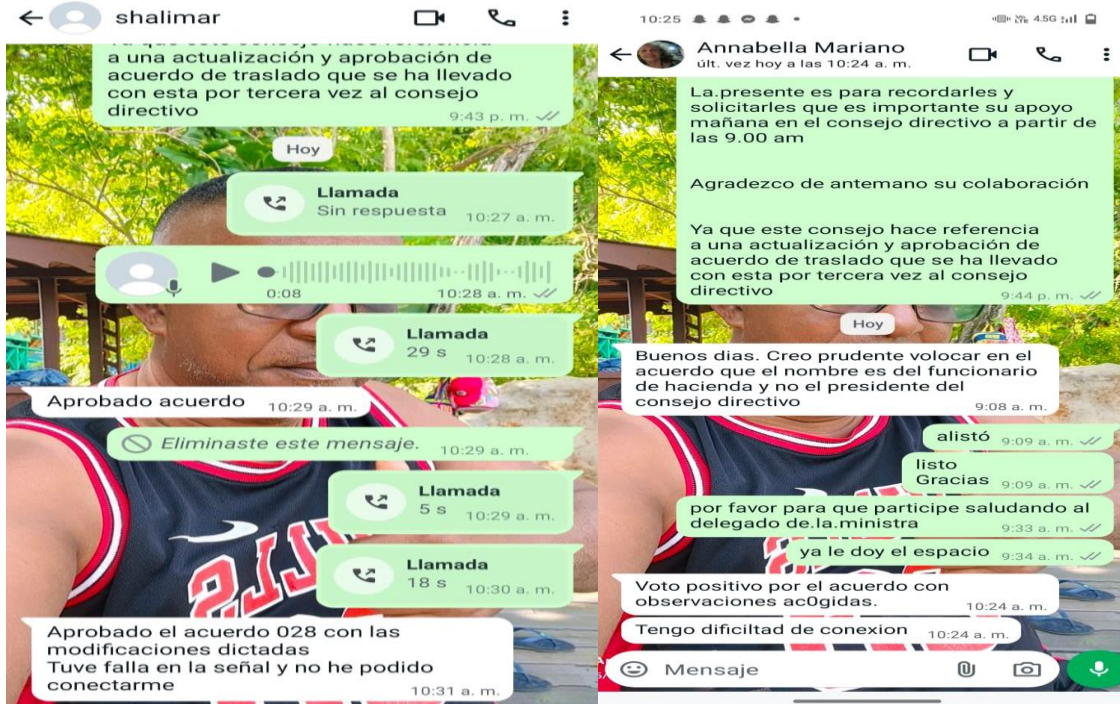 shalimar
Ya que este consejo hace referencia
a una actualización y aprobación de
acuerdo de traslado que se ha llevado
con esta por tercera vez al consejo
directivo
9:43 p. m.
Hoy
Llamada
Sin respuesta 10:27 a. m.
0:08 10:28 a. m.
Llamada
29 s 10:28 a. m.
Aprobado acuerdo 10:29 a. m.
Eliminaste este mensaje. 10:29 a. m.
Llamada
5 s 10:29 a. m.
Llamada
18 s 10:30 a. m.
Aprobado el acuerdo 028 con las
modificaciones dictadas
Tuve falla en la señal y no he podido
conectarme
10:31 a. m.
10:25 4.5G
Annabella Mariano
últ. vez hoy a las 10:24 a. m.
La.presente es para recordarles y
solicitarles que es importante su apoyo
mañana en el consejo directivo a partir de
las 9.00 am
Agradezco de antemano su colaboración
Ya que este consejo hace referencia
a una actualización y aprobación de
acuerdo de traslado que se ha llevado
con esta por tercera vez al consejo
directivo
9:44 p. m.
Hoy
Buenos dias. Creo prudente volocar en el
acuerdo que el nombre es del funcionario
de hacienda y no el presidente del
consejo directivo
9:08 a. m.
alistó 9:09 a. m.
listo
Gracias 9:09 a. m.
por favor para que participe saludando al
delegado de.la.ministra 9:33 a. m.
ya le doy el espacio 9:34 a. m.
Voto positivo por el acuerdo con
observaciones ac0gidas. 10:24 a. m.
Tengo dificiltad de conexion 10:24 a. m.
Mensaje